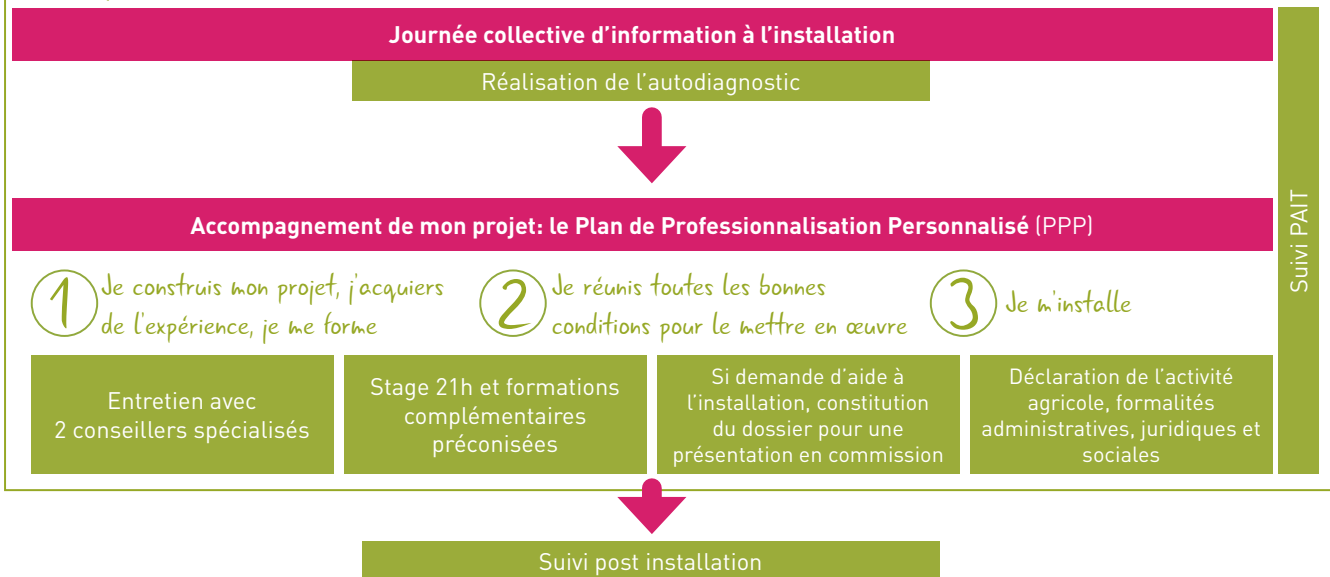 Journée collective d'information à l'installation
Réalisation de l'autodiagnostic
Accompagnement de mon projet: le Plan de Professionnalisation Personnalisé (PPP)
1 Je construis mon projet, j'acquiers
de l'expérience, je me forme
2 Je réunis toutes les bonnes
conditions pour le mettre en œuvre
3 Je m'installe
Entretien avec
2 conseillers spécialisés
Stage 21h et formations
complémentaires
préconisées
Si demande d'aide à
l'installation, constitution
du dossier pour une
présentation en commission
Déclaration de l'activité
agricole, formalités
administratives, juridiques et
sociales
Suivi PAIT
Suivi post installation